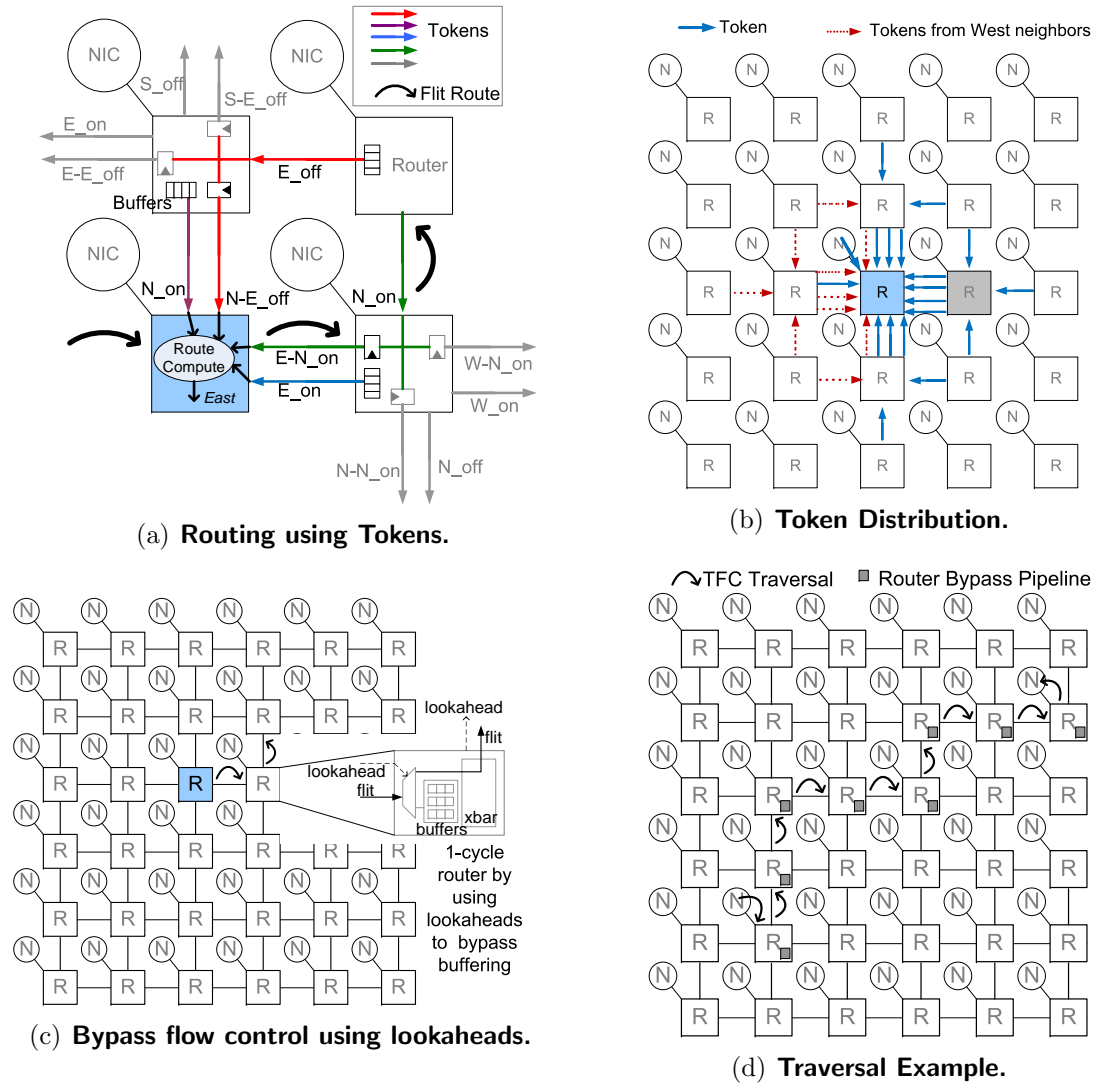 NIC
NIC
Tokens
Flit Route
S_off
S-E_off
E_on
E-E_off
E_off
Router
Buffers
NIC
NIC
N_on
N-E_off
N_on
Route
Compute
East
E-N_on
E_on
W-N_on
W_on
N-N_on
N_off
(a) Routing using Tokens.
Token
Tokens from West neighbors
N N N N N
R R R R R
N N N N N
R R R R R
N N N N N
R R R R R
N N N N N
R R R R R
N N N N N
R R R R R
(b) Token Distribution.
N N N N N N
R R R R R R
N N N N N N
R R R R R R
N N N N
R R R R
N N N N
R R R R R R
N N N N N N
R R R R R R
N N N N N N
R R R R R R
lookahead
flit
lookahead
flit
xbar
buffers
1-cycle
router by
using
lookaheads
to bypass
buffering
(c) Bypass flow control using lookaheads.
TFC Traversal
Router Bypass Pipeline
N N N N N N
R R R R R R
N N N N N N
R R R R R R
N N N N N N
R R R R R R
N N N N N N
R R R R R R
N N N N N N
R R R R R R
N N N N N N
R R R R R R
(d) Traversal Example.